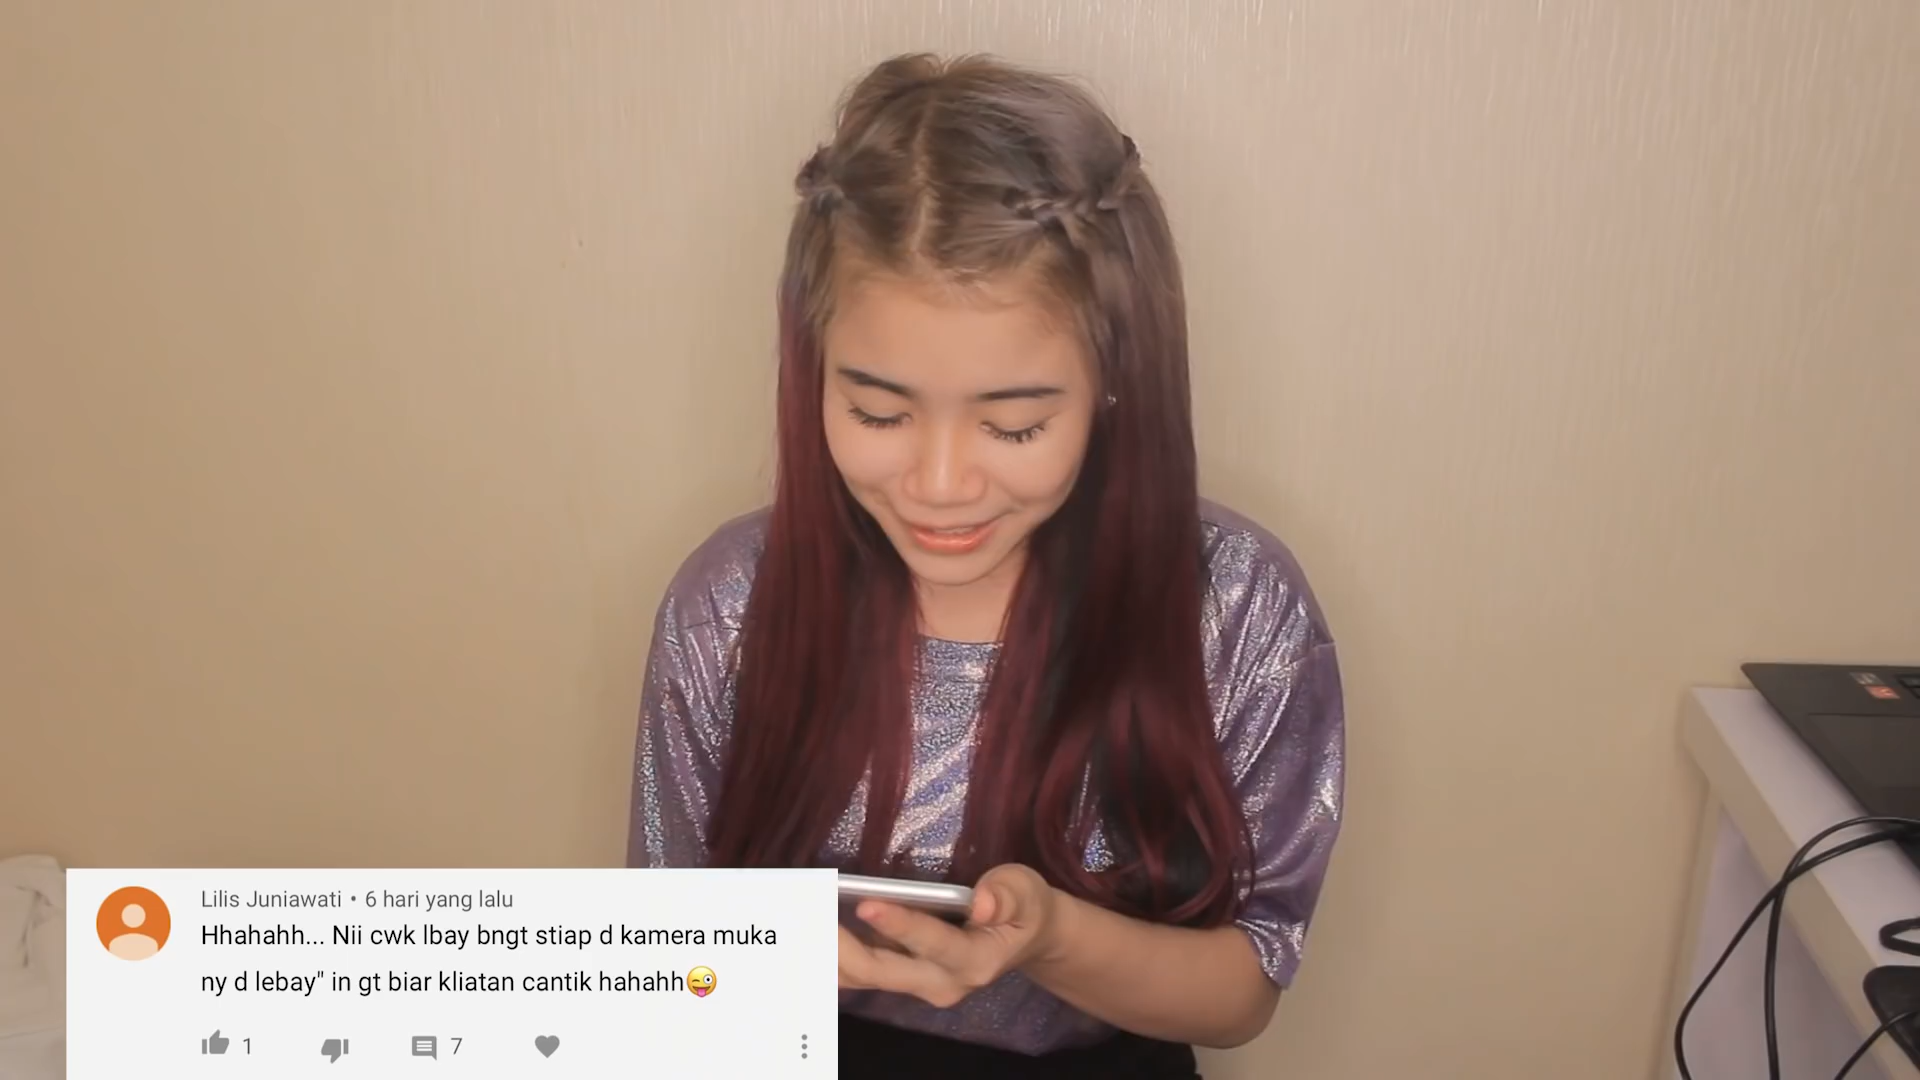 Lilis Juniawati • 6 hari yang lalu
Hhahahh... Nii cwk lbay bngt stiap d kamera muka
ny d lebay" in gt biar kliatan cantik hahahh😜
1
7